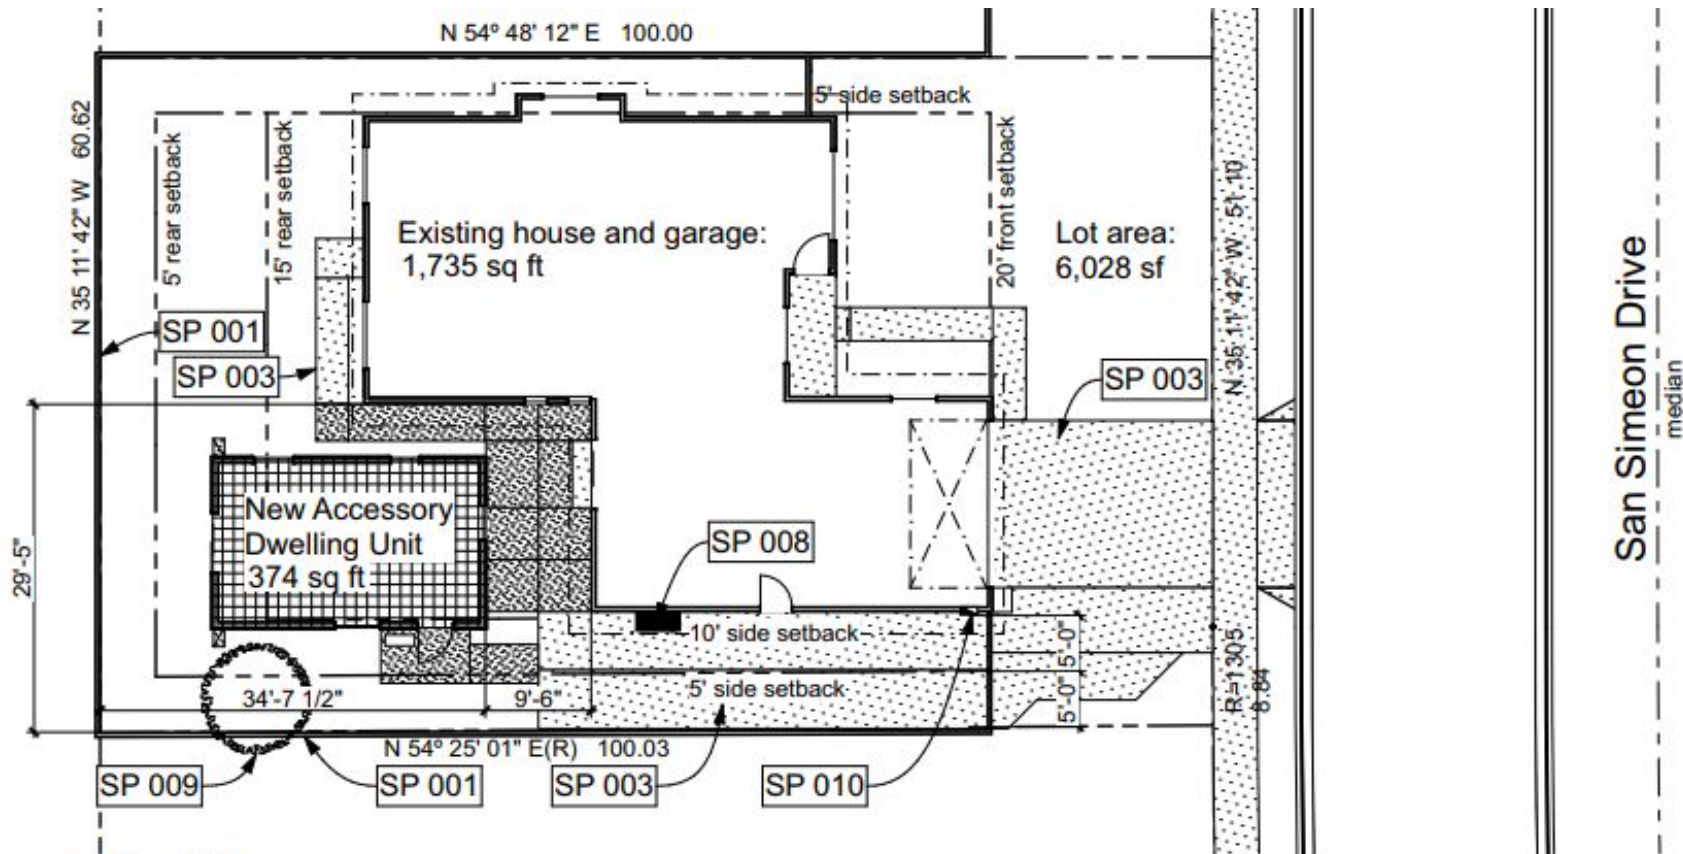 N 54º 48' 12" E 100.00
5' side setback
N 35 11' 42" W 60.62
5' rear setback
15' rear setback
20' front setback
Existing house and garage:
1,735 sq ft
Lot area:
6,028 sf
N 35 11' 42" W 51.10
San Simeon Drive
median
SP 001
SP 003
SP 003
29'-5"
New Accessory
Dwelling Unit
374 sq ft
SP 008
10' side setback
5'-0"
5' side setback
5'-0"
R=1305
8.84
34'-7 1/2"
9'-6"
N 54º 25' 01" E(R) 100.03
SP 009
SP 001
SP 003
SP 010